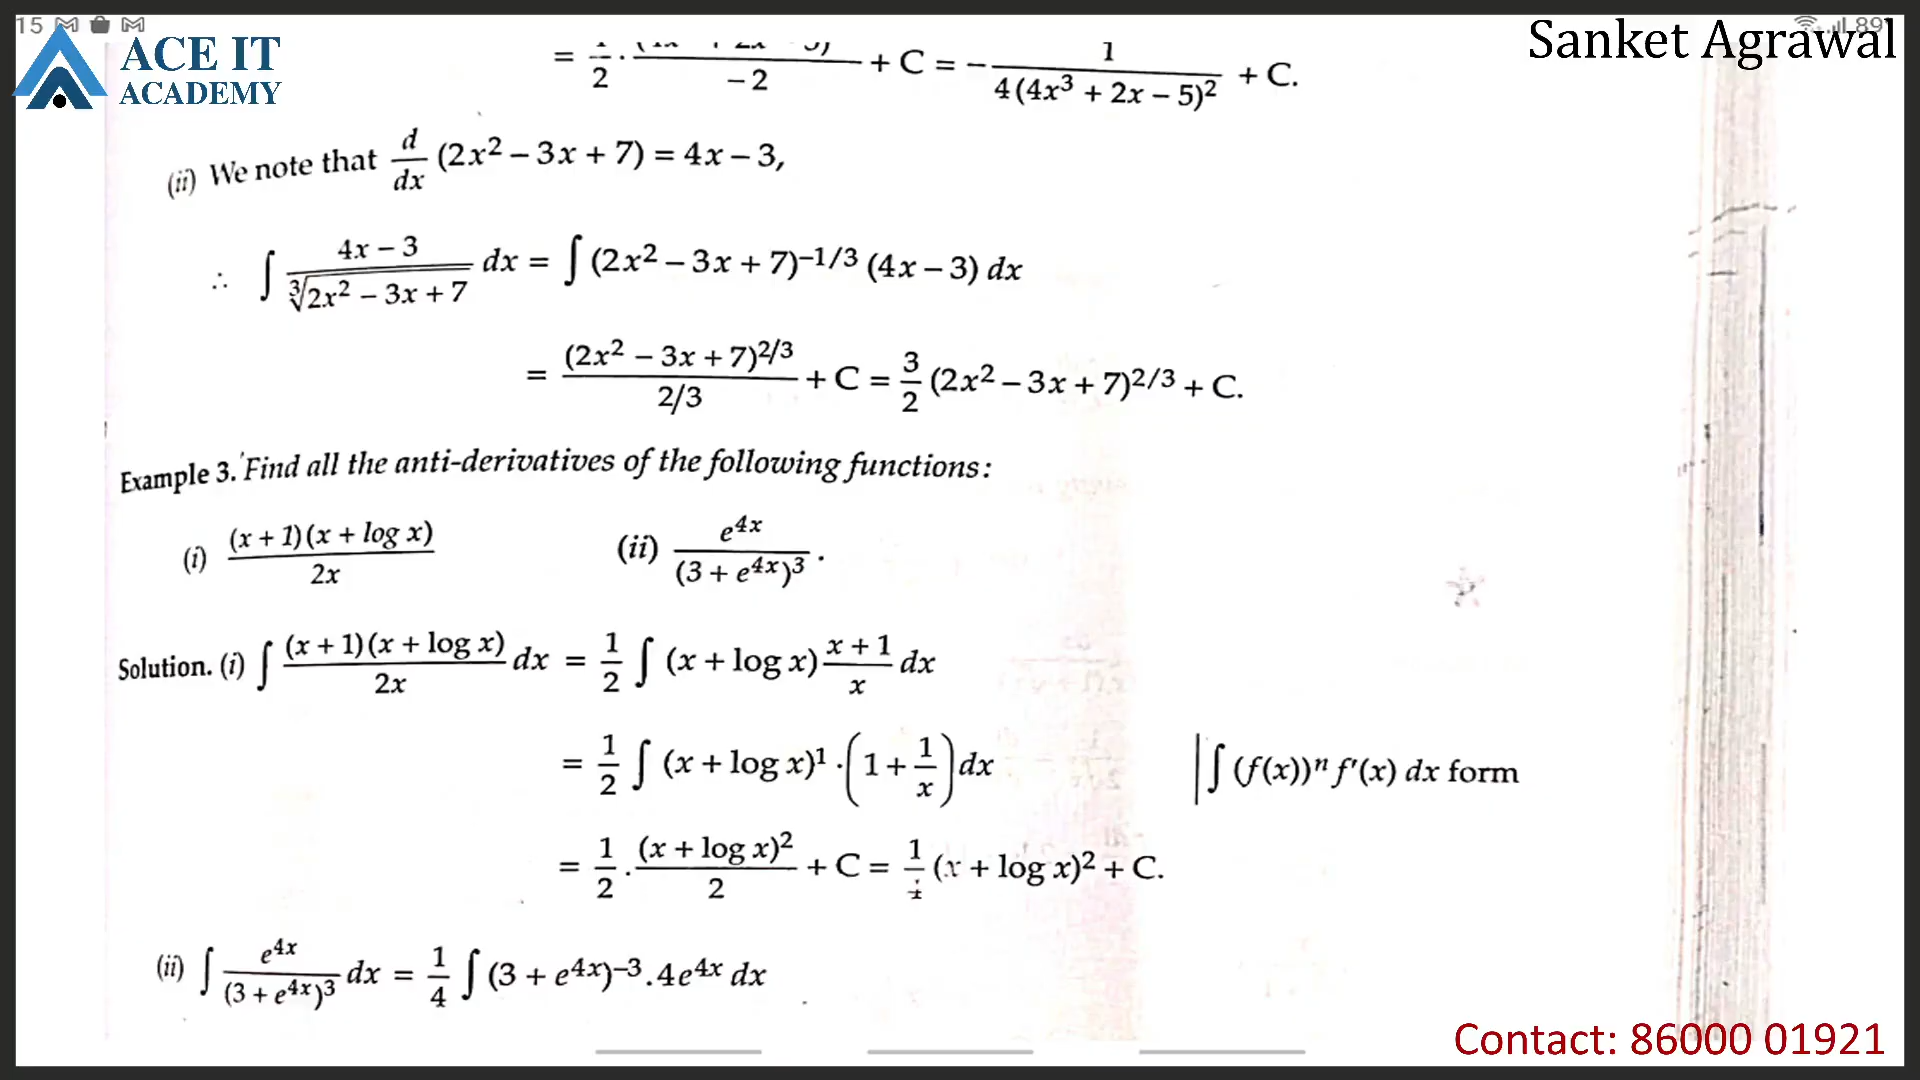 15
ACE IT
ACADEMY
Sanket Agrawal
89
= 1/2 · / −2 + C = − 1/4(4x³ + 2x − 5)² + C.
(ii) We note that d/dx (2x² − 3x + 7) = 4x − 3,
∴ ∫ 4x − 3/∛2x² − 3x + 7 dx = ∫ (2x² − 3x + 7)^−1/3 (4x − 3) dx
= (2x² − 3x + 7)^2/3 / 2/3 + C = 3/2 (2x² − 3x + 7)^2/3 + C.
Example 3. Find all the anti-derivatives of the following functions:
(i) (x + 1)(x + log x)/2x (ii) e^4x/(3 + e^4x)³ .
Solution. (i) ∫ (x + 1)(x + log x)/2x dx = 1/2 ∫ (x + log x) x + 1/x dx
= 1/2 ∫ (x + log x)¹ · (1 + 1/x) dx | ∫ (f(x))ⁿ f'(x) dx form
= 1/2 . (x + log x)²/2 + C = 1/4 (x + log x)² + C.
(ii) ∫ e^4x/(3 + e^4x)³ dx = 1/4 ∫ (3 + e^4x)^−3 . 4e^4x dx
Contact: 86000 01921